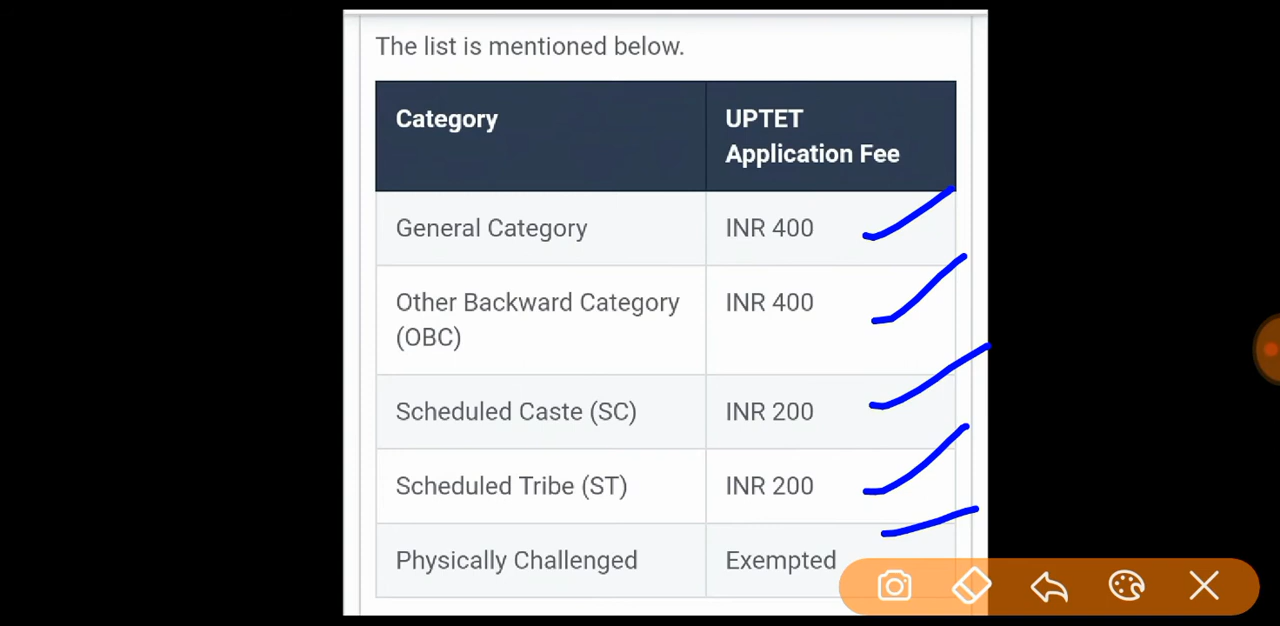 The list is mentioned below.
Category
UPTET
Application Fee
General Category
INR 400
Other Backward Category
(OBC)
INR 400
Scheduled Caste (SC)
INR 200
Scheduled Tribe (ST)
INR 200
Physically Challenged
Exempted